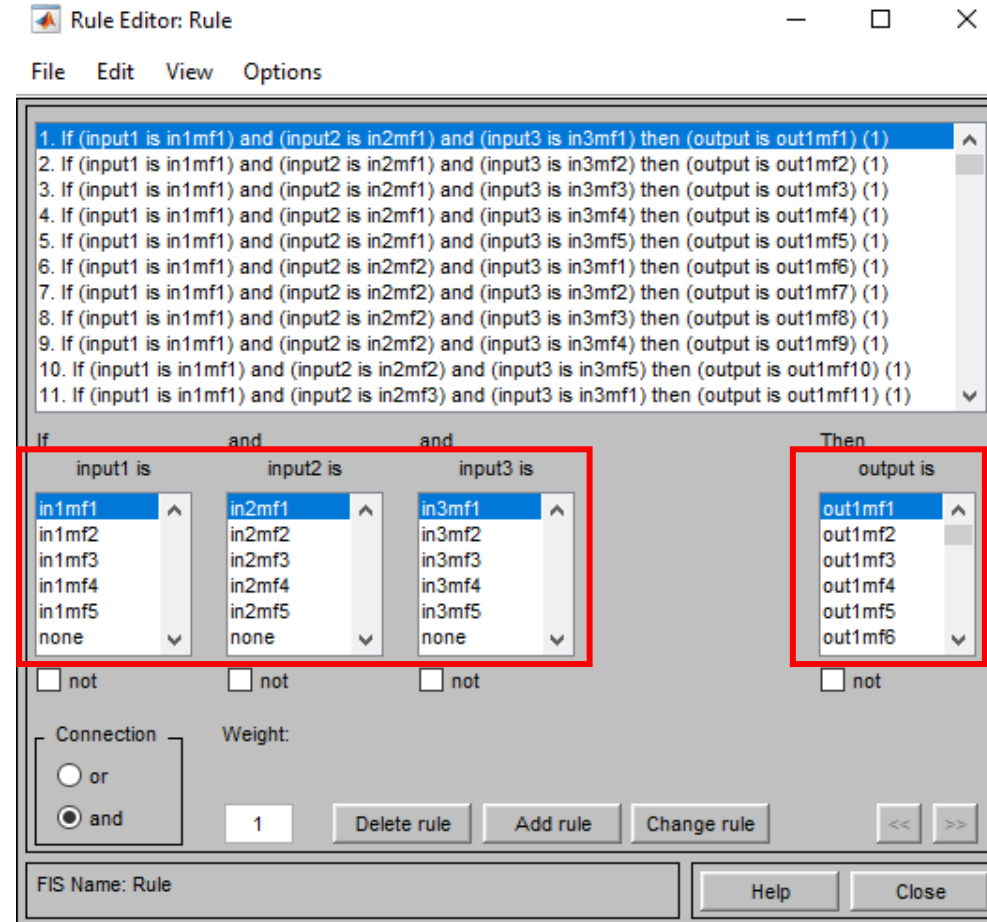 Rule Editor: Rule
File Edit View Options
1. If (input1 is in1mf1) and (input2 is in2mf1) and (input3 is in3mf1) then (output is out1mf1) (1)
2. If (input1 is in1mf1) and (input2 is in2mf1) and (input3 is in3mf2) then (output is out1mf2) (1)
3. If (input1 is in1mf1) and (input2 is in2mf1) and (input3 is in3mf3) then (output is out1mf3) (1)
4. If (input1 is in1mf1) and (input2 is in2mf1) and (input3 is in3mf4) then (output is out1mf4) (1)
5. If (input1 is in1mf1) and (input2 is in2mf1) and (input3 is in3mf5) then (output is out1mf5) (1)
6. If (input1 is in1mf1) and (input2 is in2mf2) and (input3 is in3mf1) then (output is out1mf6) (1)
7. If (input1 is in1mf1) and (input2 is in2mf2) and (input3 is in3mf2) then (output is out1mf7) (1)
8. If (input1 is in1mf1) and (input2 is in2mf2) and (input3 is in3mf3) then (output is out1mf8) (1)
9. If (input1 is in1mf1) and (input2 is in2mf2) and (input3 is in3mf4) then (output is out1mf9) (1)
10. If (input1 is in1mf1) and (input2 is in2mf2) and (input3 is in3mf5) then (output is out1mf10) (1)
11. If (input1 is in1mf1) and (input2 is in2mf3) and (input3 is in3mf1) then (output is out1mf11) (1)
If and and Then
input1 is input2 is input3 is output is
in1mf1 in2mf1 in3mf1 out1mf1
in1mf2 in2mf2 in3mf2 out1mf2
in1mf3 in2mf3 in3mf3 out1mf3
in1mf4 in2mf4 in3mf4 out1mf4
in1mf5 in2mf5 in3mf5 out1mf5
none none none out1mf6
not not not not
Connection Weight:
or
and 1 Delete rule Add rule Change rule << >>
FIS Name: Rule Help Close